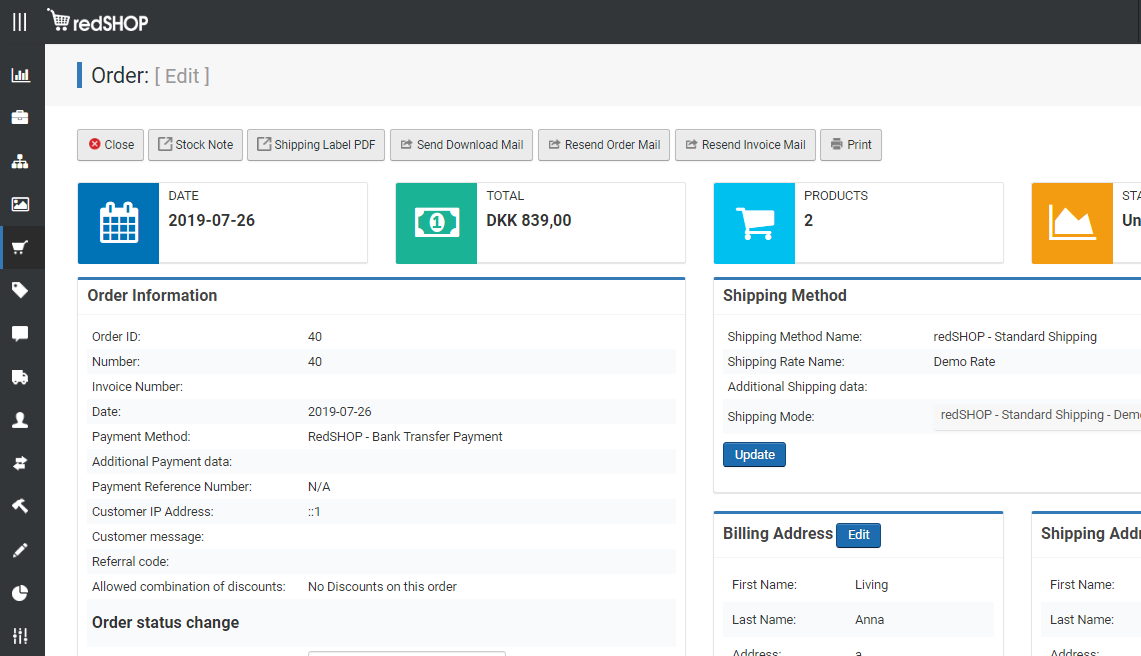 redSHOP
Order: [ Edit ]
Close Stock Note Shipping Label PDF Send Download Mail Resend Order Mail Resend Invoice Mail Print
DATE
2019-07-26
TOTAL
DKK 839,00
PRODUCTS
2
STA
Un
Order Information
Order ID: 40
Number: 40
Invoice Number:
Date: 2019-07-26
Payment Method: RedSHOP - Bank Transfer Payment
Additional Payment data:
Payment Reference Number: N/A
Customer IP Address: ::1
Customer message:
Referral code:
Allowed combination of discounts: No Discounts on this order
Order status change
Shipping Method
Shipping Method Name: redSHOP - Standard Shipping
Shipping Rate Name: Demo Rate
Additional Shipping data:
Shipping Mode: redSHOP - Standard Shipping - Demo
Update
Billing Address Edit
First Name: Living
Last Name: Anna
Address: a
Shipping Addr
First Name:
Last Name:
Address: